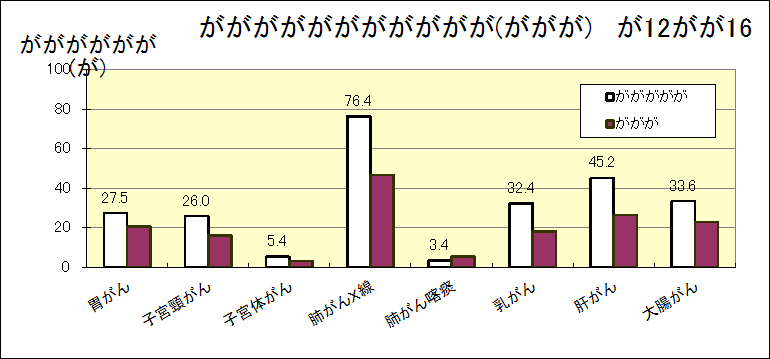 ががががががががががが(ががが)　が12がが16
がががががが
(が)
100
80
60
40
20
0
27.5
26.0
5.4
76.4
3.4
32.4
45.2
33.6
ががががが
ががが
胃がん
子宮頸がん
子宮体がん
肺がんX線
肺がん喀痰
乳がん
肝がん
大腸がん